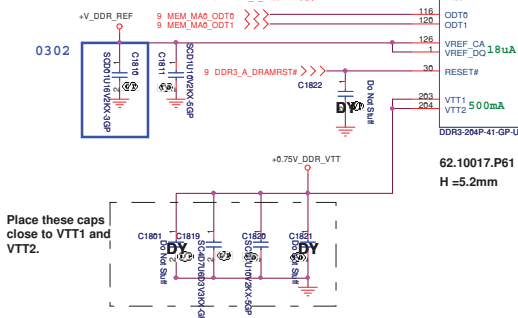 +V_DDR_REF
0302
C1810
SCD01U16V2KX-3GP
C1811
SCD1U10V2KX-5GP
9 MEM_MA0_ODT0
9 MEM_MA0_ODT1
116 ODT0
120 ODT1
126 VREF_CA
1 VREF_DQ
18uA
9 DDR3_A_DRAMRST#
30 RESET#
C1822
DY
Do Not Stuff
203 VTT1
204 VTT2
500mA
DDR3-204P-41-GP-U
62.10017.P61
H =5.2mm
+0.75V_DDR_VTT
Place these caps
close to VTT1 and
VTT2.
C1801
DY
Do Not Stuff
C1819
C1820
SCD1U10V2KX-5GP
C1821
DY
Do Not Stuff